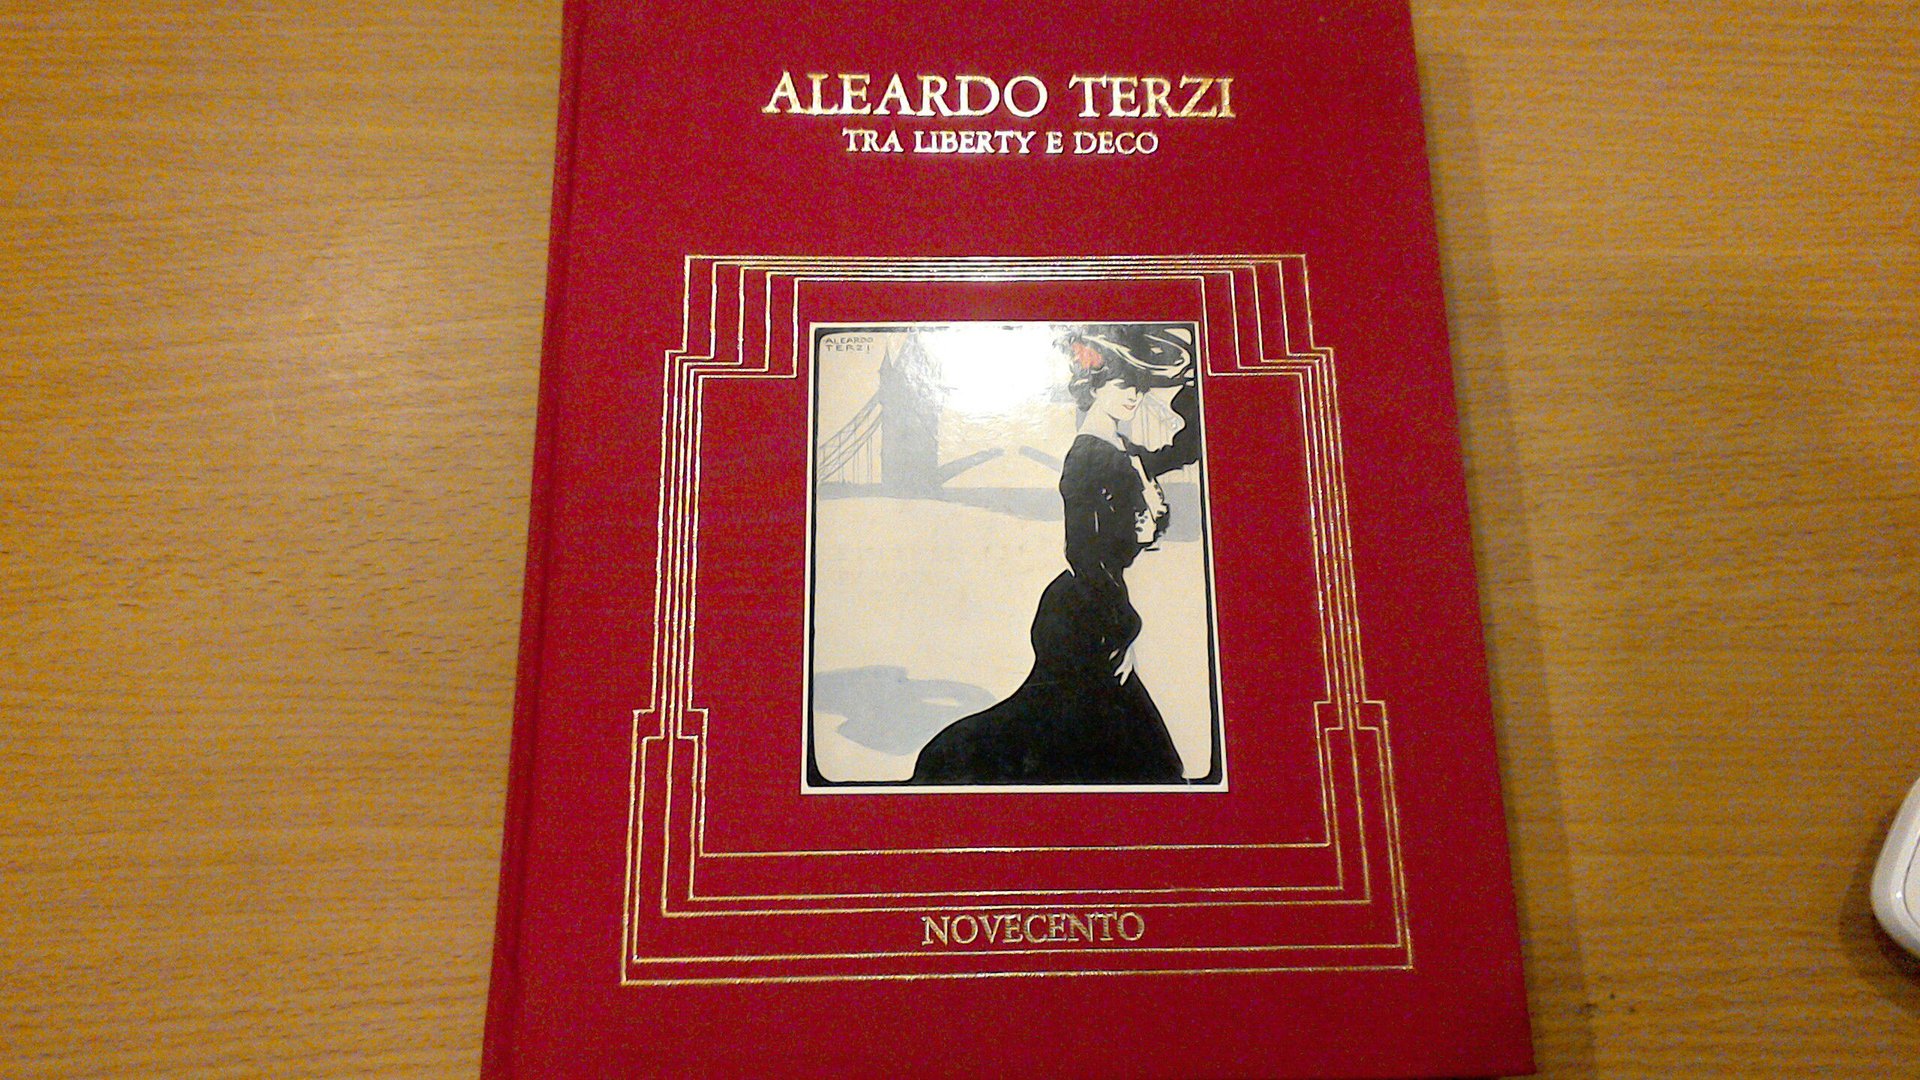 ALEARDO TERZI
TRA LIBERTY E DECO
ALEARDO
TERZI
NOVECENTO